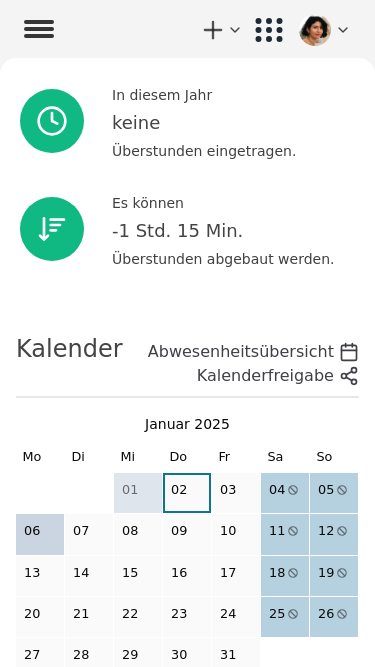 In diesem Jahr
keine
Überstunden eingetragen.
Es können
-1 Std. 15 Min.
Überstunden abgebaut werden.
Kalender
Abwesenheitsübersicht
Kalenderfreigabe
Januar 2025
Mo Di Mi Do Fr Sa So
01 02 03 04 05
06 07 08 09 10 11 12
13 14 15 16 17 18 19
20 21 22 23 24 25 26
27 28 29 30 31